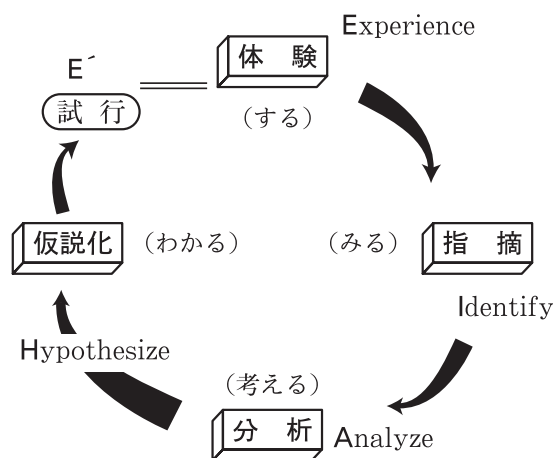 Experience
体験
(する)
E´
試行
仮説化
(わかる)
(みる)
指摘
Identify
Hypothesize
(考える)
分析
Analyze